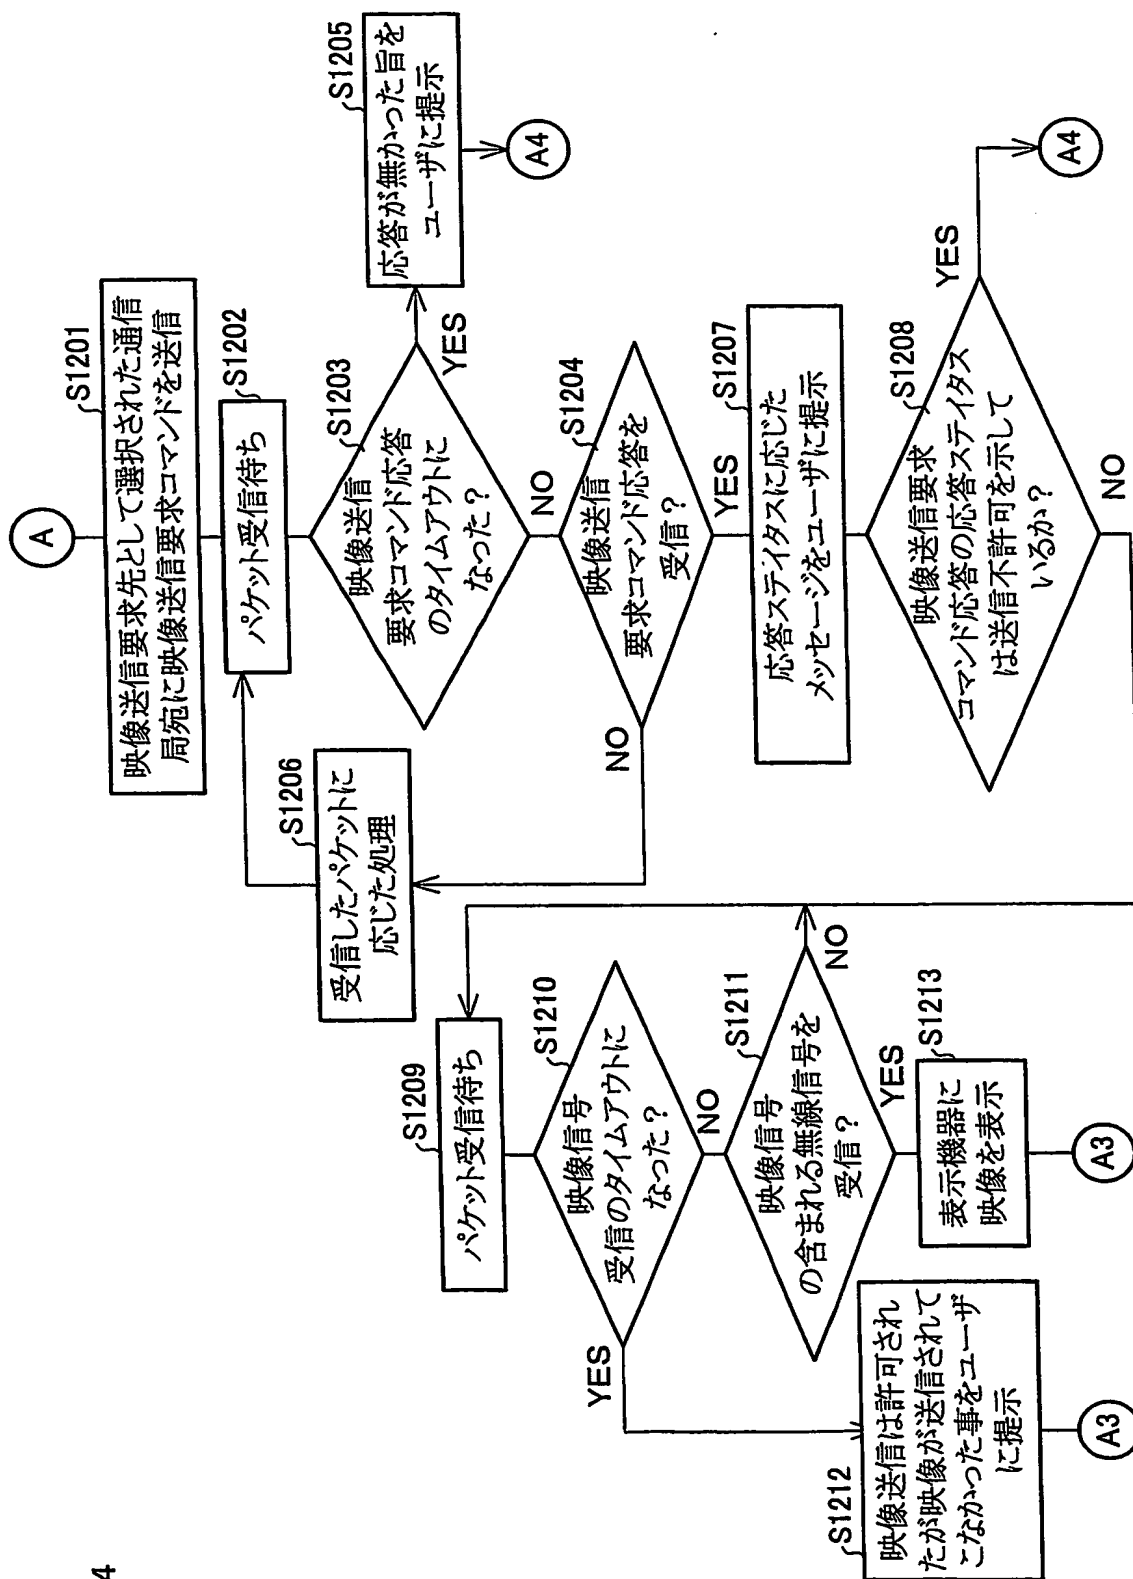 A
S1201
映像送信要求先として選択された通信
局宛に映像送信要求コマンドを送信
S1202
パケット受信待ち
S1203
映像送信
要求コマンド応答
のタイムアウトに
なった？
YES
NO
S1205
応答が無かった旨を
ユーザに提示
A4
S1204
映像送信
要求コマンド応答を
受信？
NO
YES
S1206
受信したパケットに
応じた処理
S1207
応答ステイタスに応じた
メッセージをユーザに提示
S1208
映像送信要求
コマンド応答の応答ステイタス
は送信不許可を示して
いるか？
YES
A4
NO
S1209
パケット受信待ち
S1210
映像信号
受信のタイムアウトに
なった？
YES
NO
S1211
映像信号
の含まれる無線信号を
受信？
NO
YES
S1212
映像送信は許可され
たが映像が送信されて
こなかった事をユーザ
に提示
A3
S1213
表示機器に
映像を表示
A3
4